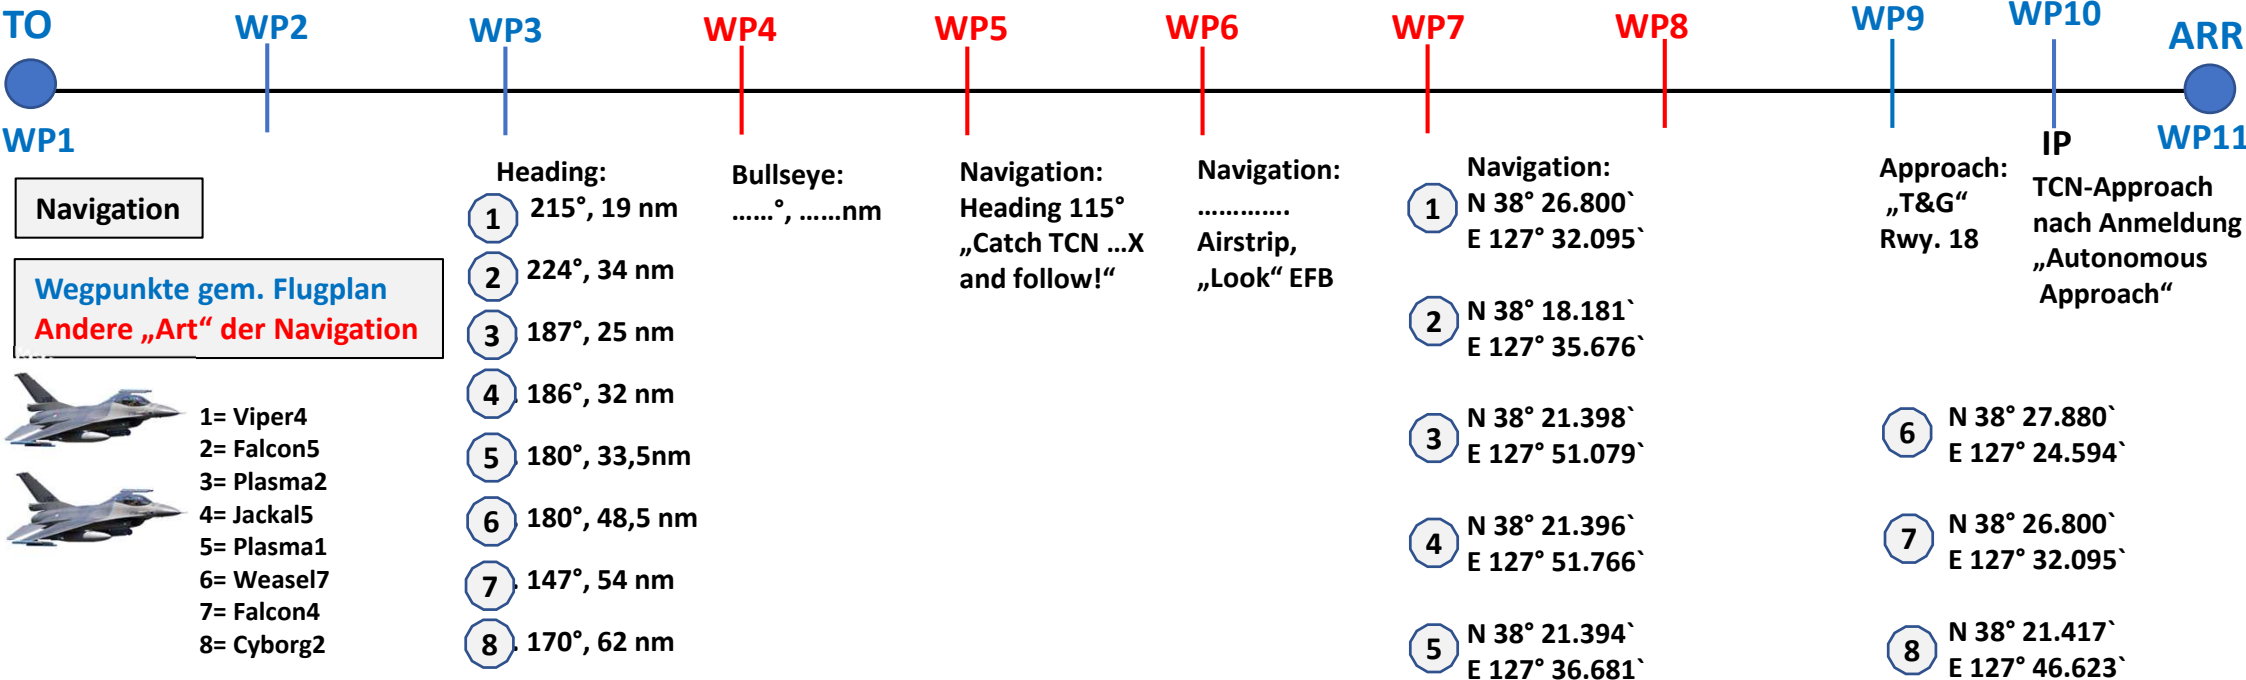 TO
WP2
WP3
WP4
WP5
WP6
WP7
WP8
WP9
WP10
ARR
WP1
IP
WP11
Navigation
Wegpunkte gem. Flugplan
Andere „Art“ der Navigation
1= Viper4
2= Falcon5
3= Plasma2
4= Jackal5
5= Plasma1
6= Weasel7
7= Falcon4
8= Cyborg2
Heading:
1 215°, 19 nm
2 224°, 34 nm
3 187°, 25 nm
4 186°, 32 nm
5 180°, 33,5nm
6 180°, 48,5 nm
7 147°, 54 nm
8 170°, 62 nm
Bullseye:
......°, ......nm
Navigation:
Heading 115°
„Catch TCN ...X
and follow!“
Navigation:
.............
Airstrip,
„Look“ EFB
Navigation:
1 N 38° 26.800`
E 127° 32.095`
2 N 38° 18.181`
E 127° 35.676`
3 N 38° 21.398`
E 127° 51.079`
4 N 38° 21.396`
E 127° 51.766`
5 N 38° 21.394`
E 127° 36.681`
Approach:
„T&G“
Rwy. 18
TCN-Approach
nach Anmeldung
„Autonomous
Approach“
6 N 38° 27.880`
E 127° 24.594`
7 N 38° 26.800`
E 127° 32.095`
8 N 38° 21.417`
E 127° 46.623`